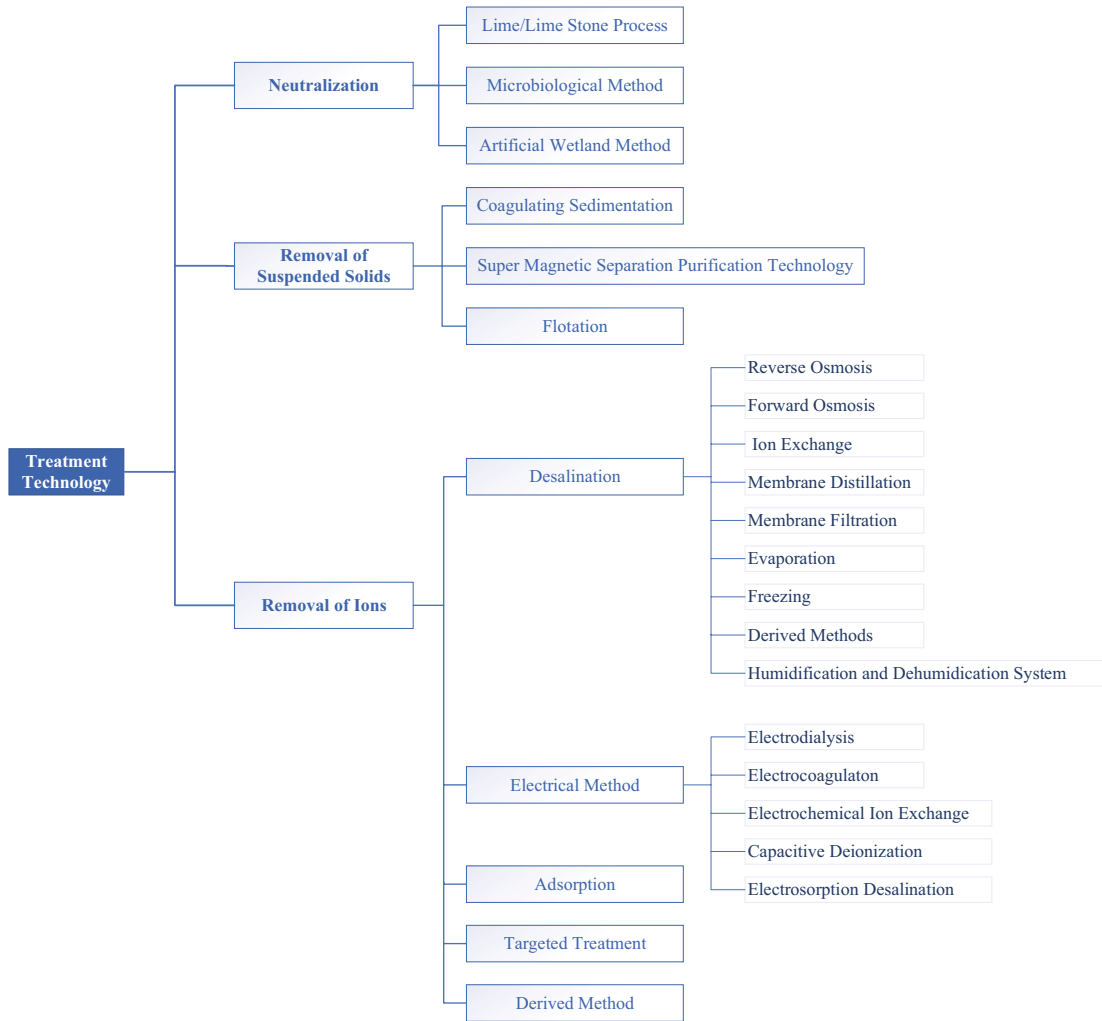 Lime/Lime Stone Process
Neutralization
Microbiological Method
Artificial Wetland Method
Coagulating Sedimentation
Removal of
Suspended Solids
Super Magnetic Separation Purification Technology
Flotation
Reverse Osmosis
Forward Osmosis
Ion Exchange
Treatment
Technology
Desalination
Membrane Distillation
Membrane Filtration
Evaporation
Removal of Ions
Freezing
Derived Methods
Humidification and Dehumidication System
Electrodialysis
Electrical Method
Electrocoagulaton
Electrochemical Ion Exchange
Capacitive Deionization
Adsorption
Electrosorption Desalination
Targeted Treatment
Derived Method